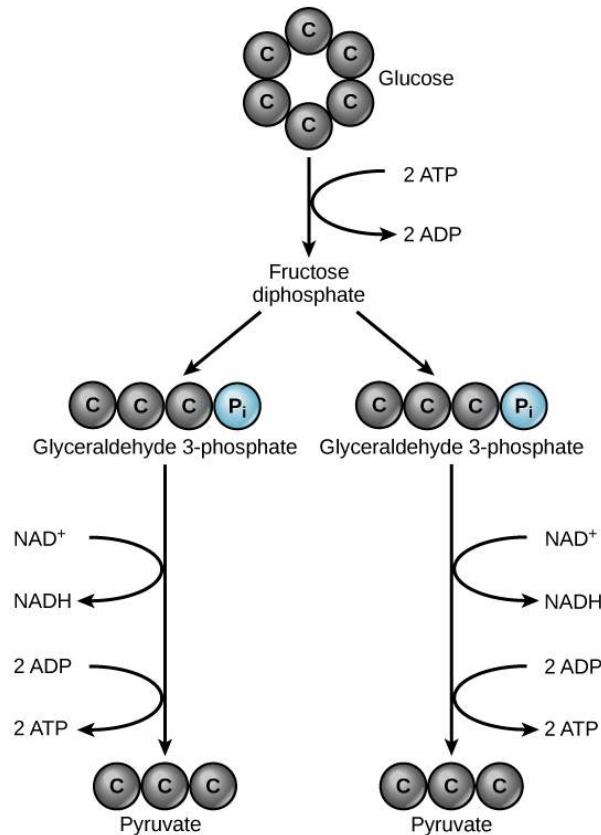 C
C
C
C
C
C
Glucose
2 ATP
2 ADP
Fructose
diphosphate
C C C Pi
C C C Pi
Glyceraldehyde 3-phosphate
Glyceraldehyde 3-phosphate
NAD+
NAD+
NADH
NADH
2 ADP
2 ADP
2 ATP
2 ATP
C C C
C C C
Pyruvate
Pyruvate